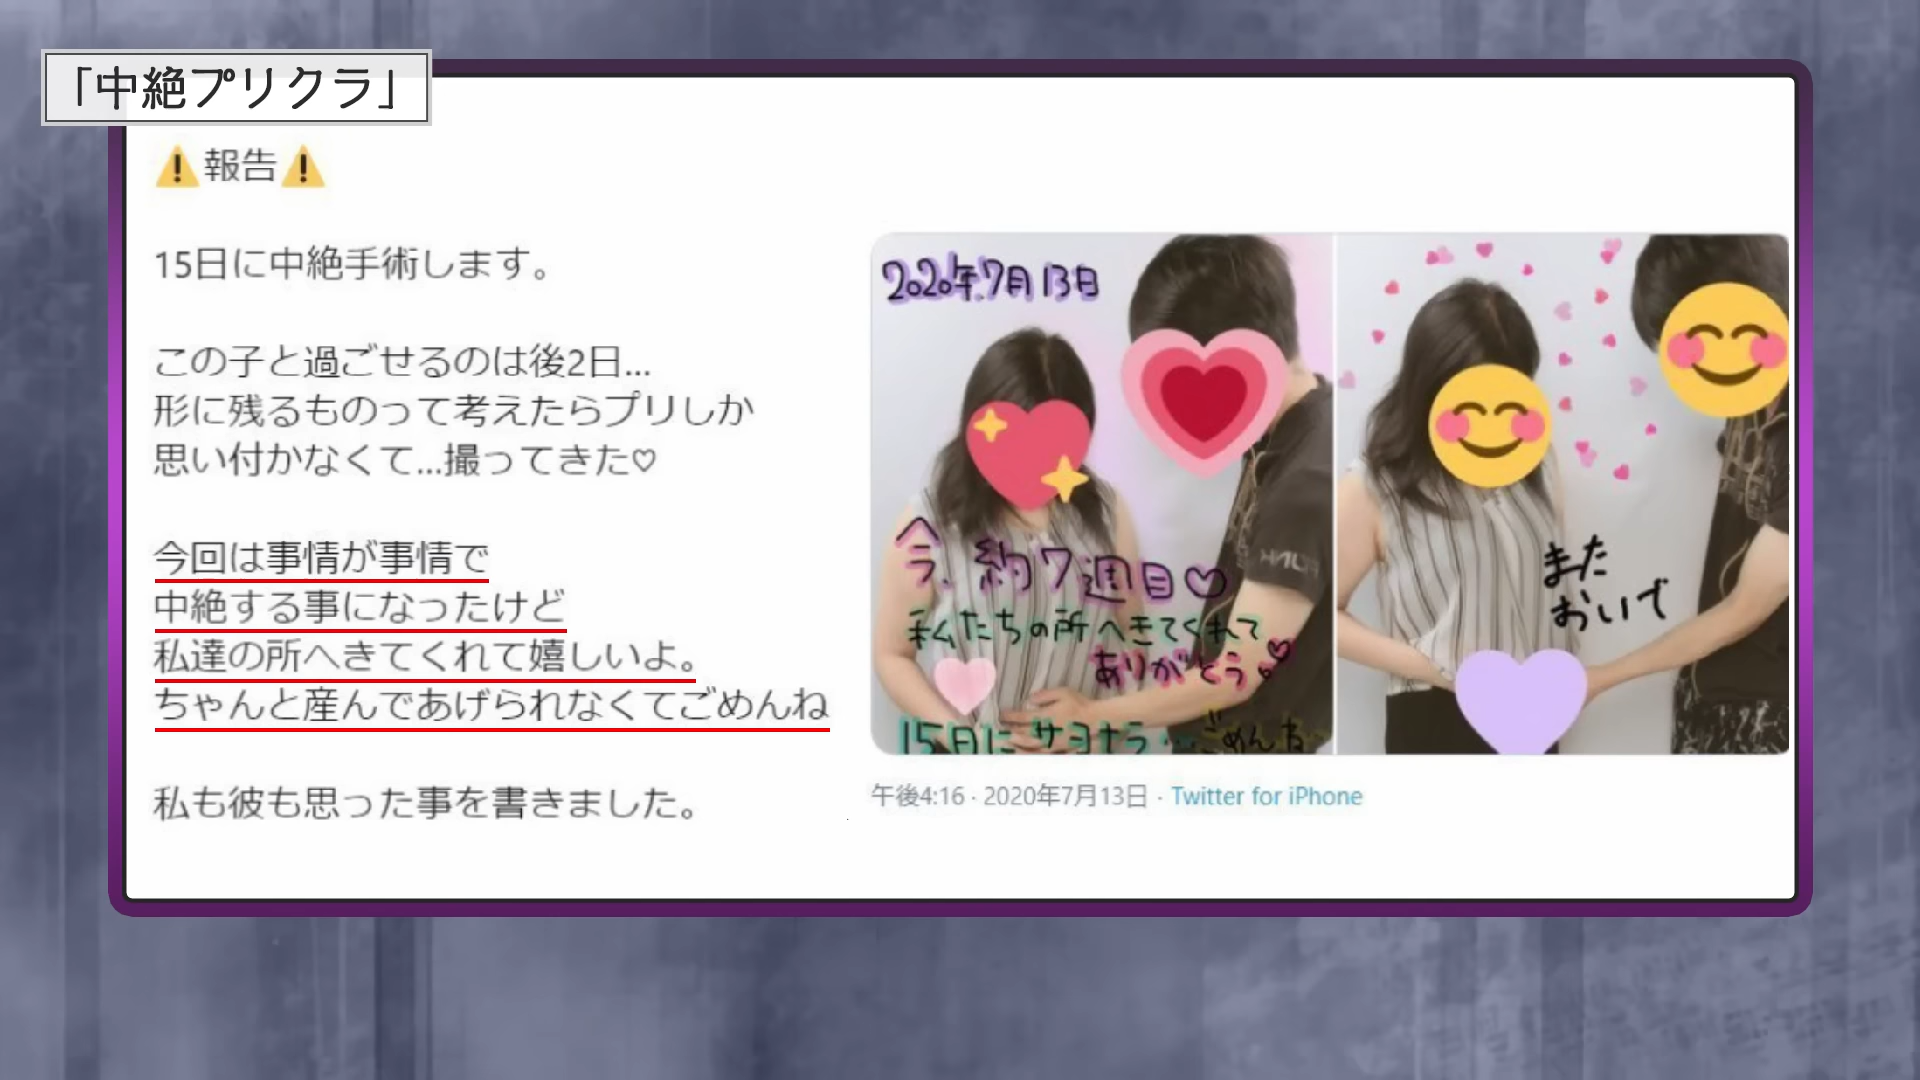 「中絶プリクラ」
⚠報告⚠
15日に中絶手術します。
この子と過ごせるのは後2日...
形に残るものって考えたらプリしか
思い付かなくて...撮ってきた♡
今回は事情が事情で
中絶する事になったけど
私達の所へきてくれて嬉しいよ。
ちゃんと産んであげられなくてごめんね
私も彼も思った事を書きました。
2020年7月13日
今、約7週目♡
私たちの所へきてくれて
ありがとう
15日に サヨナラ… ごめんね
また
おいで
午後4:16 · 2020年7月13日 · Twitter for iPhone